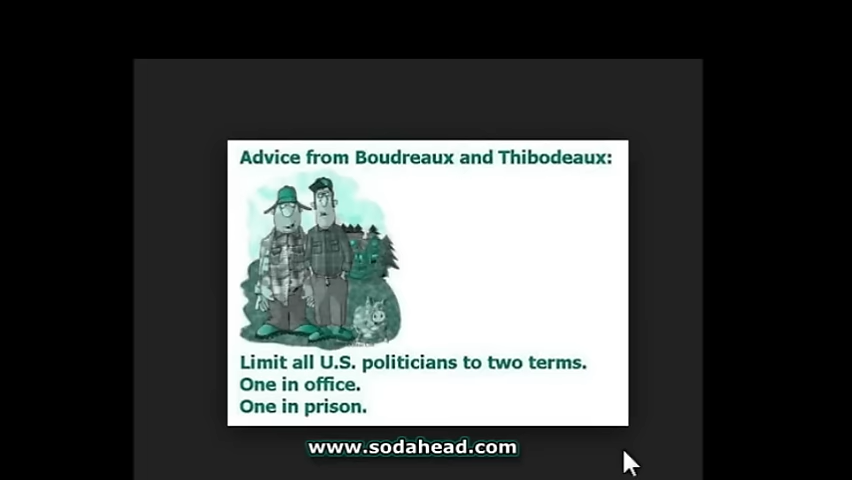 Advice from Boudreaux and Thibodeaux:
Limit all U.S. politicians to two terms.
One in office.
One in prison.
www.sodahead.com